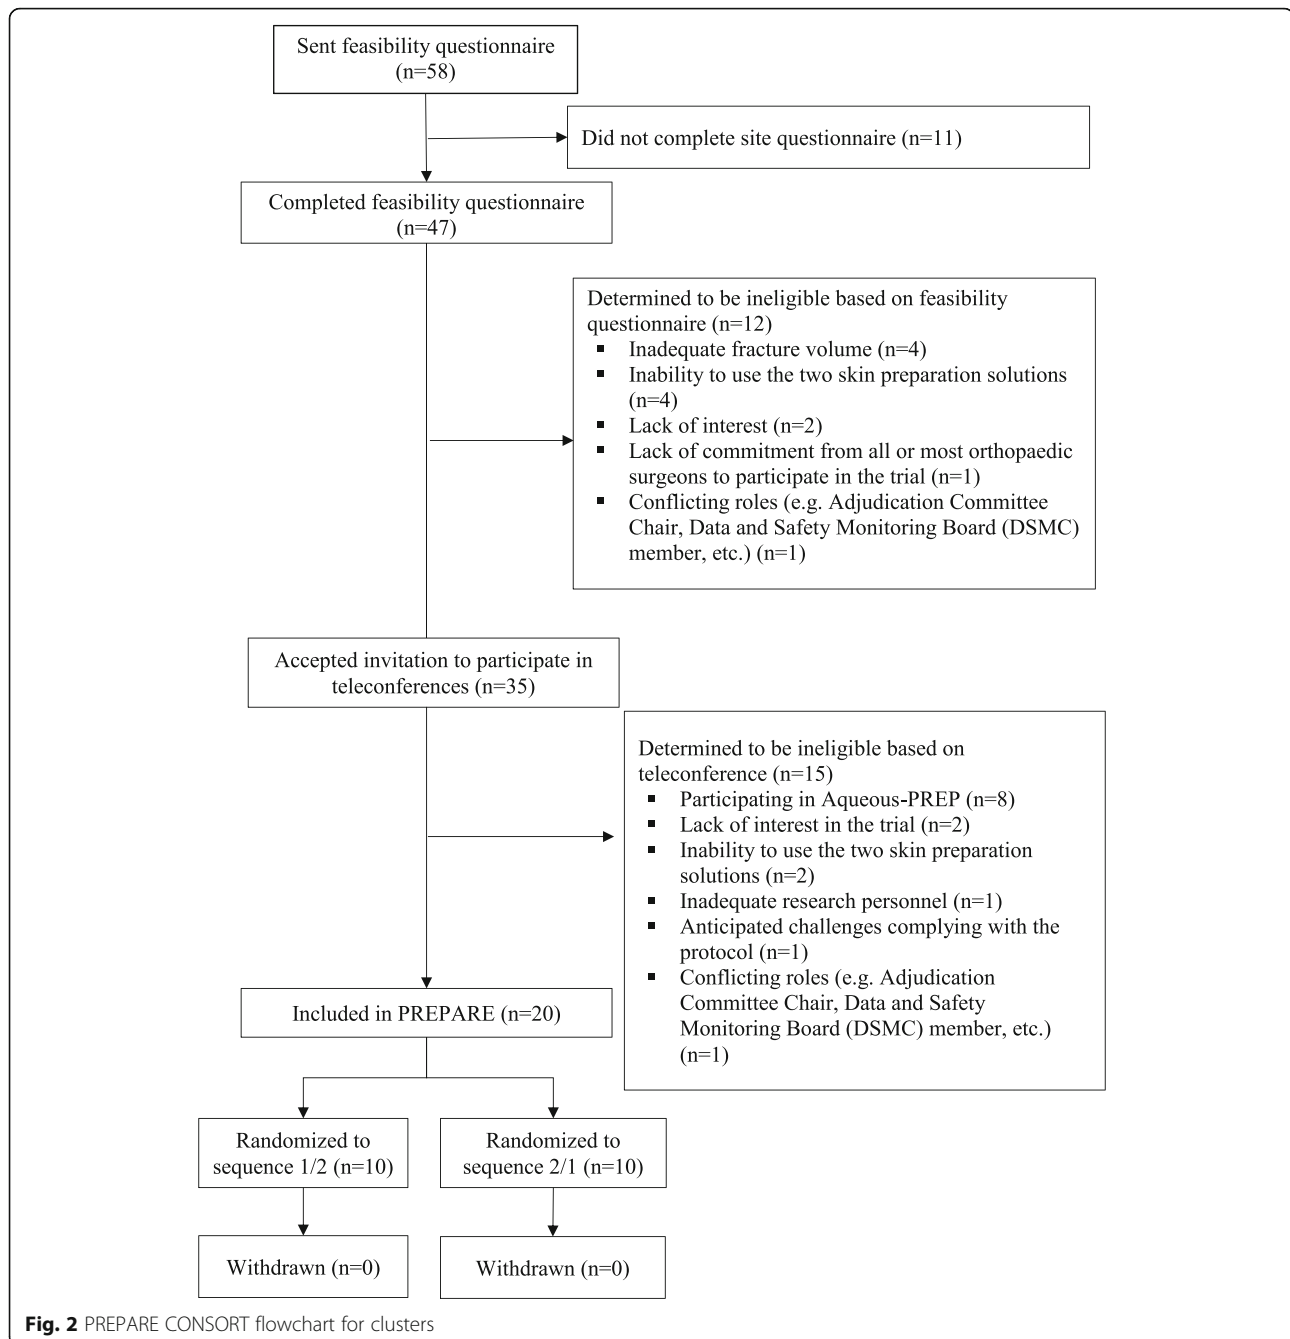 Sent feasibility questionnaire
(n=58)
Did not complete site questionnaire (n=11)
Completed feasibility questionnaire
(n=47)
Determined to be ineligible based on feasibility
questionnaire (n=12)
▪ Inadequate fracture volume (n=4)
▪ Inability to use the two skin preparation solutions
(n=4)
▪ Lack of interest (n=2)
▪ Lack of commitment from all or most orthopaedic
surgeons to participate in the trial (n=1)
▪ Conflicting roles (e.g. Adjudication Committee
Chair, Data and Safety Monitoring Board (DSMC)
member, etc.) (n=1)
Accepted invitation to participate in
teleconferences (n=35)
Determined to be ineligible based on
teleconference (n=15)
▪ Participating in Aqueous-PREP (n=8)
▪ Lack of interest in the trial (n=2)
▪ Inability to use the two skin preparation
solutions (n=2)
▪ Inadequate research personnel (n=1)
▪ Anticipated challenges complying with the
protocol (n=1)
▪ Conflicting roles (e.g. Adjudication
Committee Chair, Data and Safety
Monitoring Board (DSMC) member, etc.)
(n=1)
Included in PREPARE (n=20)
Randomized to
sequence 1/2 (n=10)
Randomized to
sequence 2/1 (n=10)
Withdrawn (n=0)
Withdrawn (n=0)
Fig. 2 PREPARE CONSORT flowchart for clusters